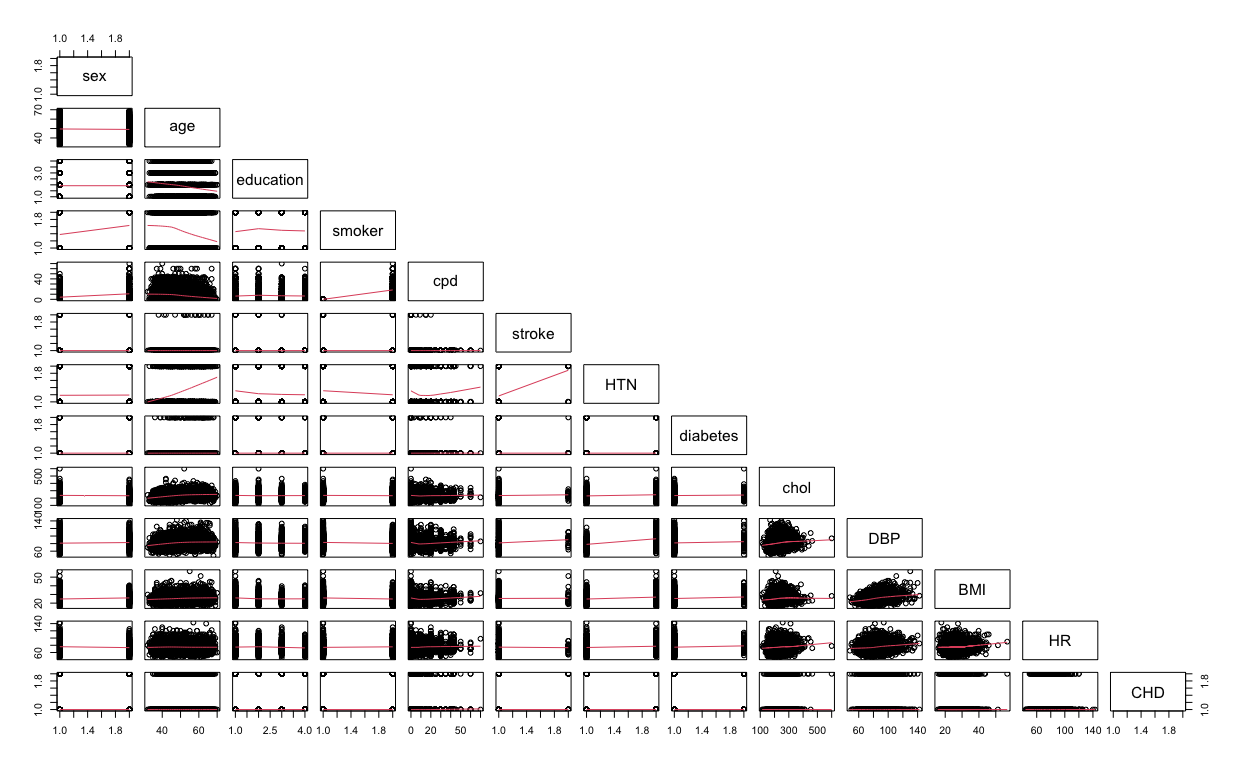 1.0 1.4 1.8
1.0 1.8 sex
40 70 age
1.0 3.0 education
1.0 1.8 smoker
0 40 cpd
1.0 1.8 stroke
1.0 1.8 HTN
1.0 1.8 diabetes
100 500 chol
60 140 DBP
20 50 BMI
60 140 HR
1.0 1.8 CHD 1.0 1.8
1.0 1.4 1.8 40 60 1.0 2.5 4.0 1.0 1.4 1.8 0 20 50 1.0 1.4 1.8 1.0 1.4 1.8 1.0 1.4 1.8 100 300 500 60 100 140 20 40 60 100 140 1.0 1.4 1.8